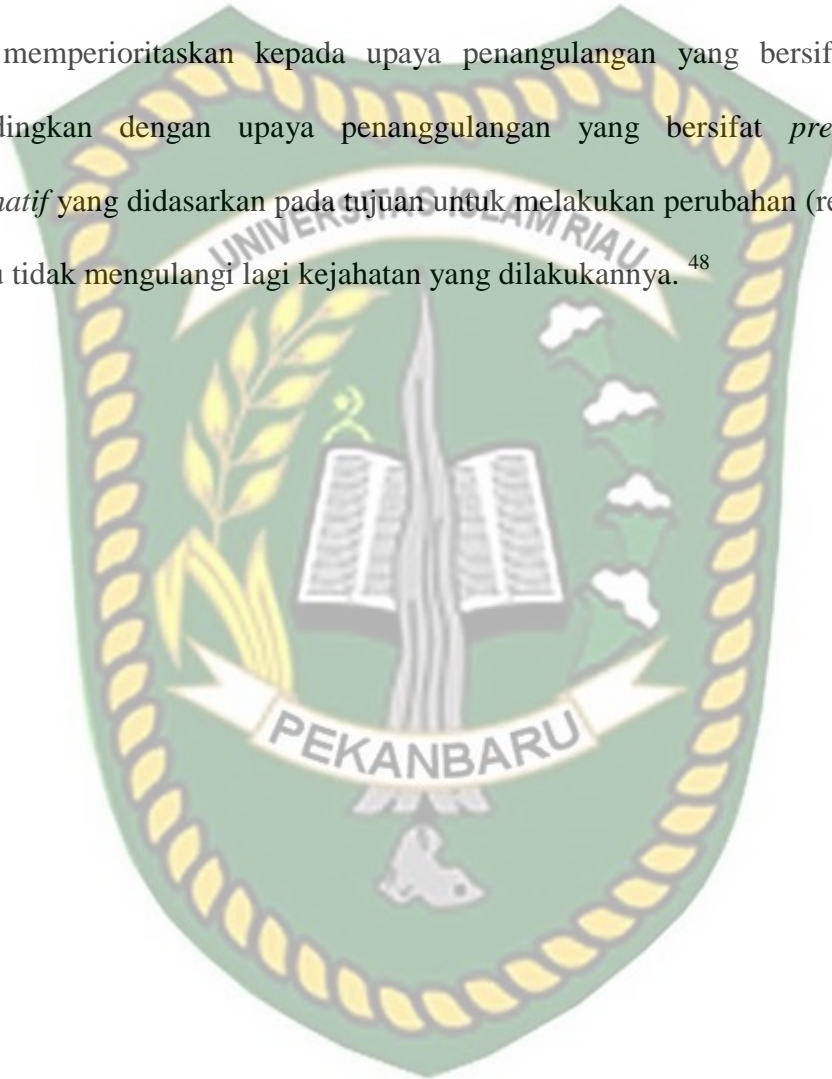 memperioritaskan kepada upaya penangulangan yang bersif
dingkan dengan upaya penanggulangan yang bersifat pre
natif yang didasarkan pada tujuan untuk melakukan perubahan (re
u tidak mengulangi lagi kejahatan yang dilakukannya. 48
UNIVERSITAS ISLAM RIAU
PEKANBARU